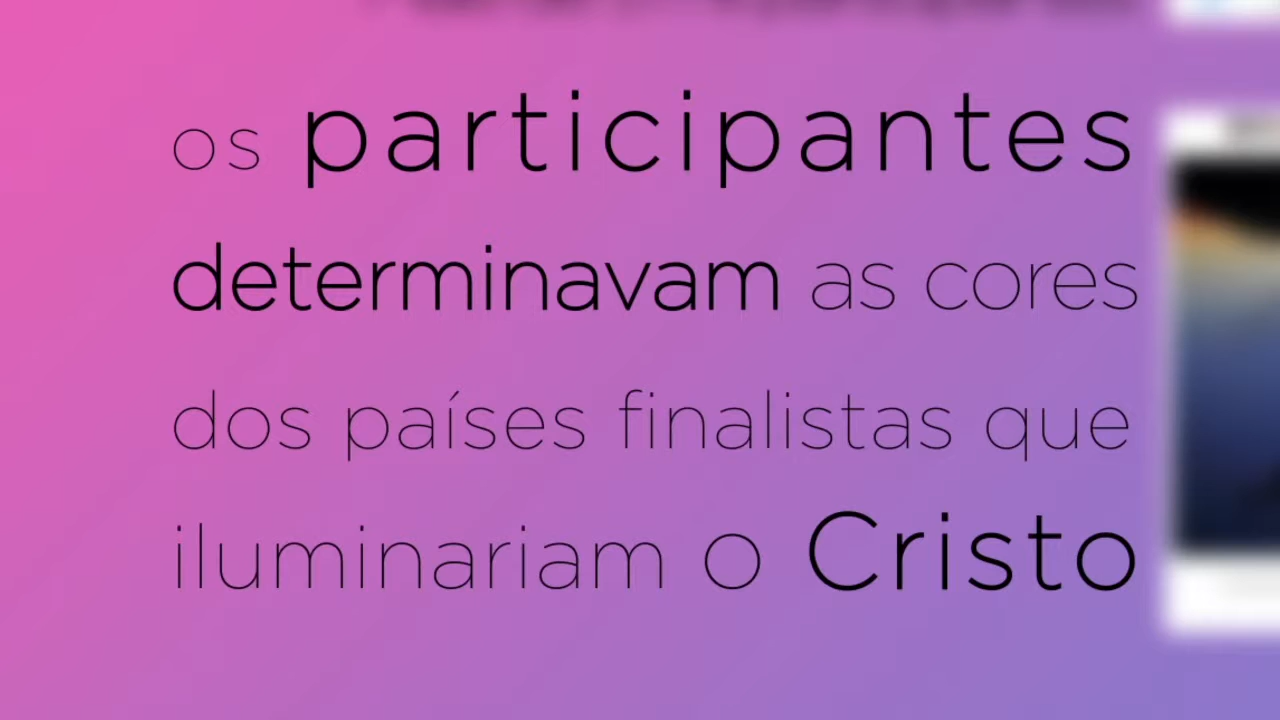 os participantes
determinavam as cores
dos países finalistas que
iluminariam o Cristo